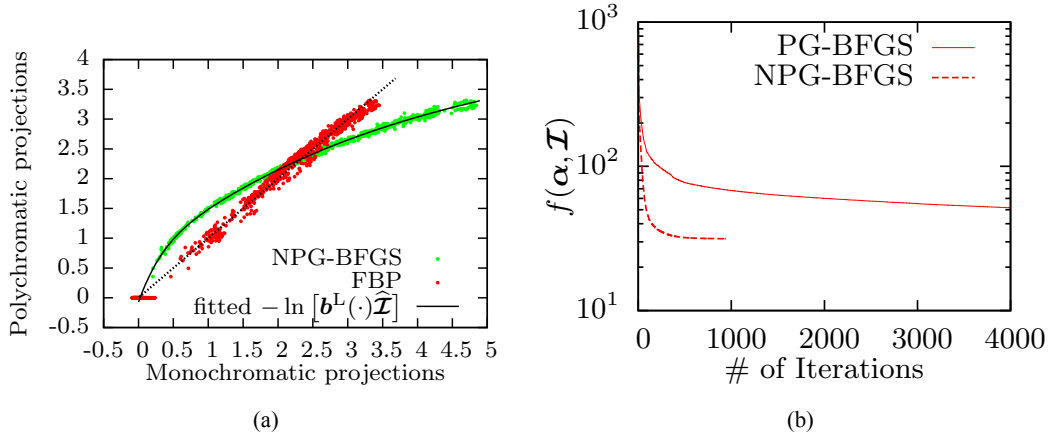 Polychromatic projections
4
3.5
3
2.5
2
1.5
1
0.5
0
-0.5
NPG-BFGS
FBP
fitted − ln [b^L(·)Î]
-0.5 0 0.5 1 1.5 2 2.5 3 3.5 4 4.5 5
Monochromatic projections
(a)
f(α, I)
10^3
10^2
10^1
PG-BFGS
NPG-BFGS
0 1000 2000 3000 4000
# of Iterations
(b)